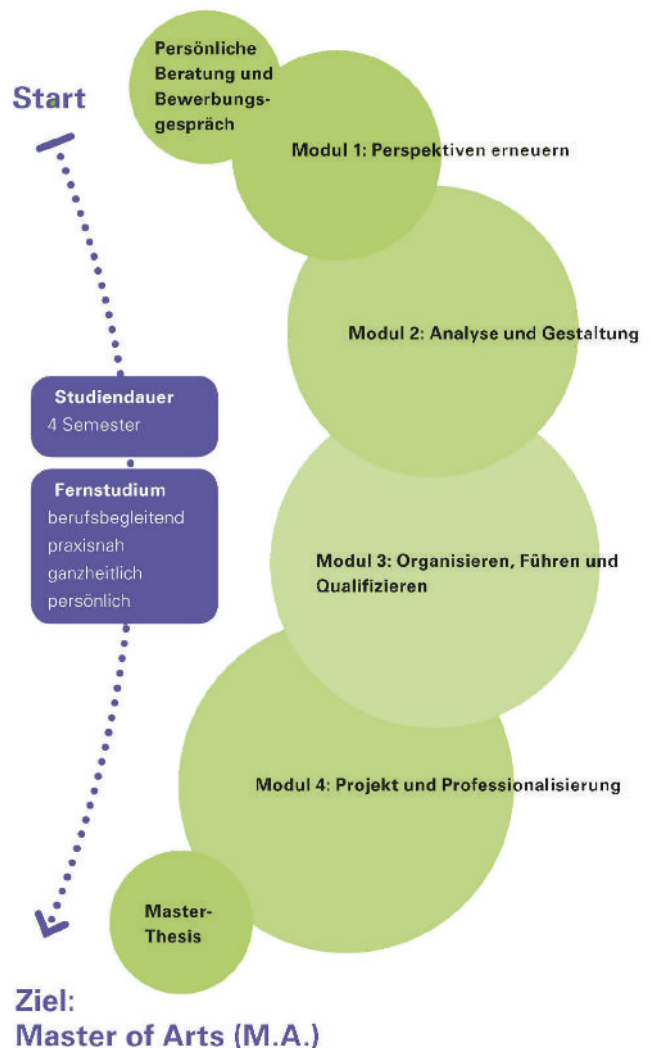 Persönliche
Beratung und
Bewerbungs-
gespräch
Start
Modul 1: Perspektiven erneuern
Modul 2: Analyse und Gestaltung
Studiendauer
4 Semester
Fernstudium
berufsbegleitend
praxisnah
ganzheitlich
persönlich
Modul 3: Organisieren, Führen und
Qualifizieren
Modul 4: Projekt und Professionalisierung
Master-
Thesis
Ziel:
Master of Arts (M.A.)